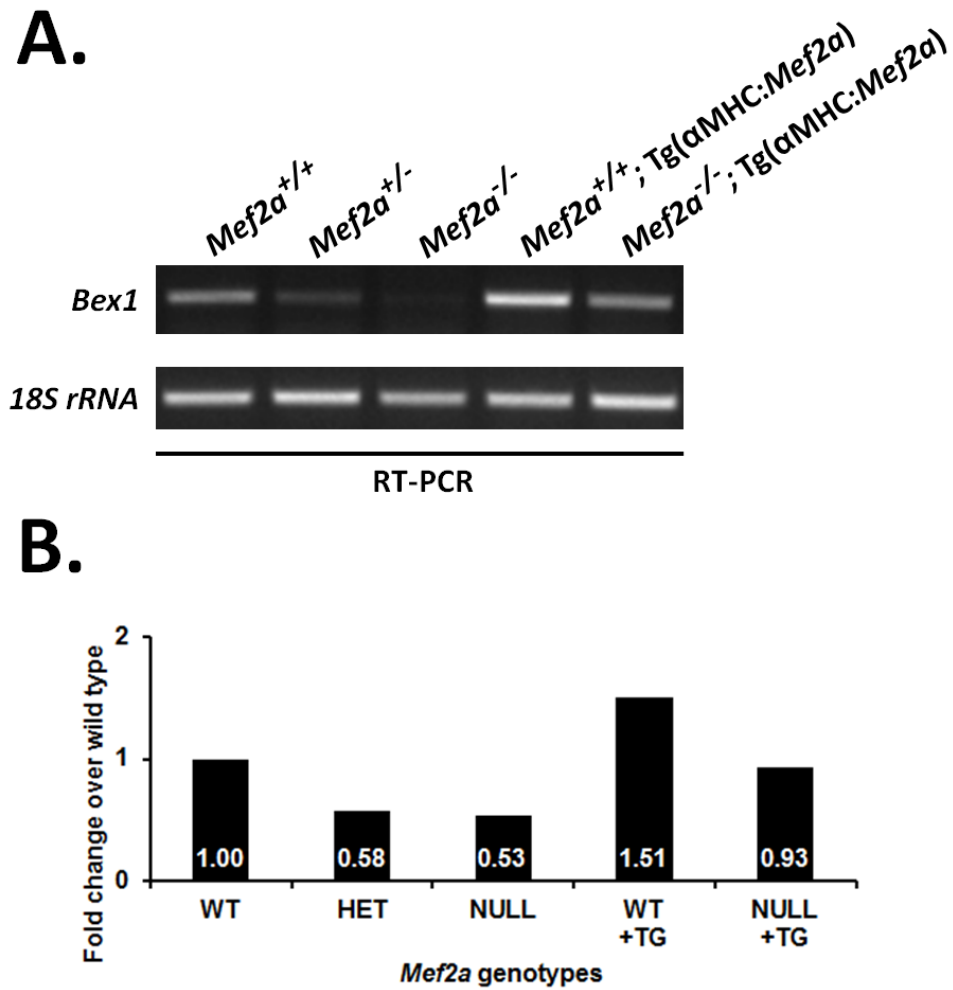 A.
Mef2a+/+
Mef2a+/-
Mef2a-/-
Mef2a+/+; Tg(αMHC:Mef2a)
Mef2a-/-; Tg(αMHC:Mef2a)
Bex1
18S rRNA
RT-PCR
B.
Fold change over wild type
2
1
0
1.00
0.58
0.53
1.51
0.93
WT
HET
NULL
WT
+TG
NULL
+TG
Mef2a genotypes